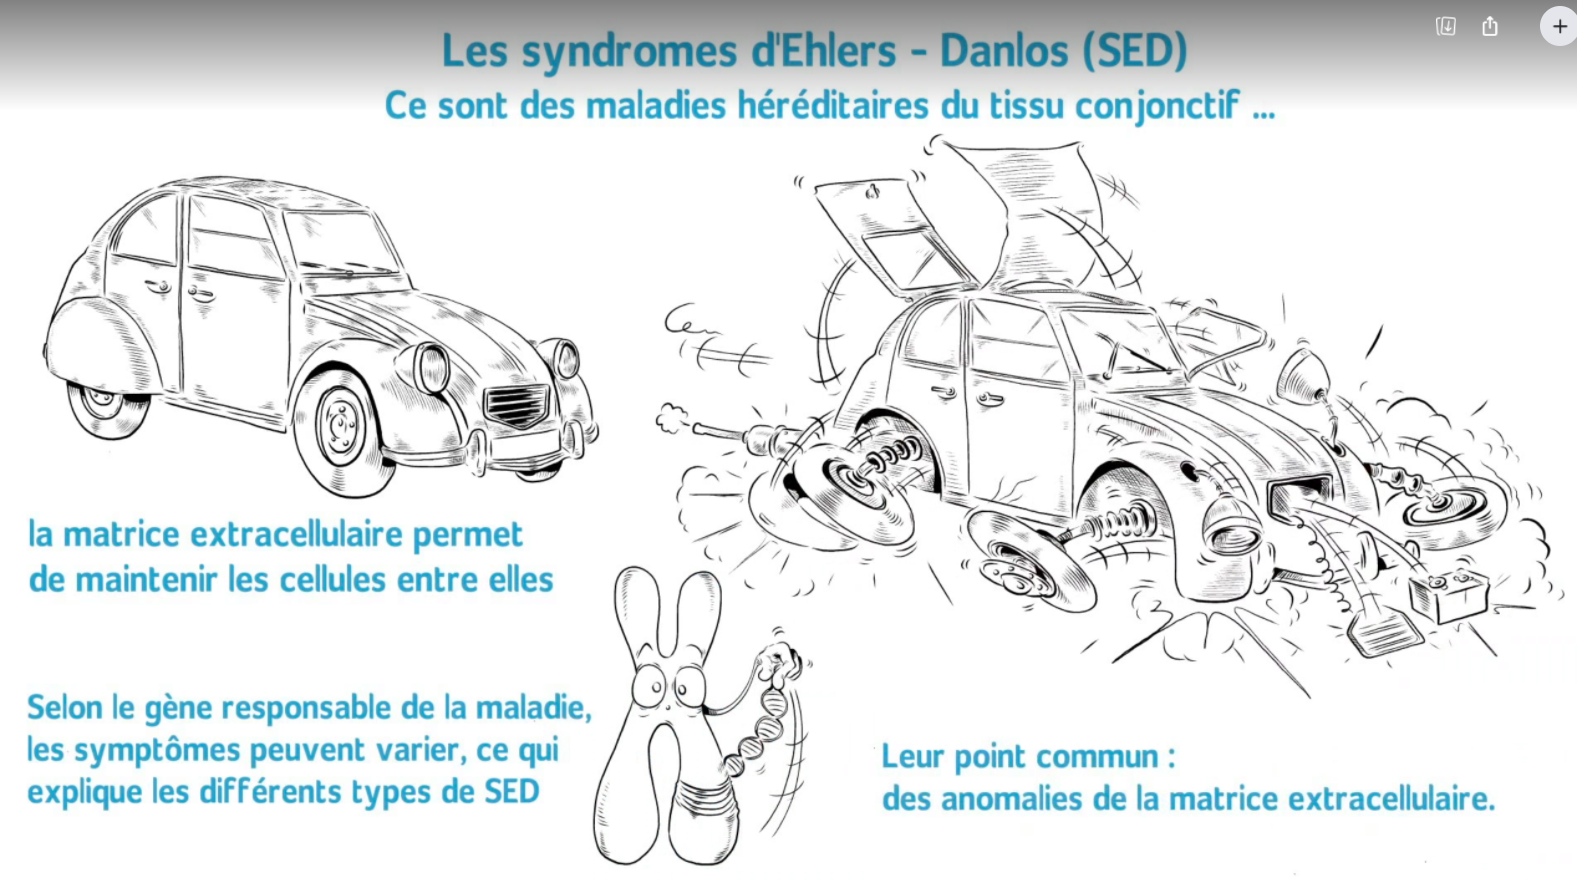 Les syndromes d'Ehlers - Danlos (SED)
Ce sont des maladies héréditaires du tissu conjonctif ...
la matrice extracellulaire permet
de maintenir les cellules entre elles
Selon le gène responsable de la maladie,
les symptômes peuvent varier, ce qui
explique les différents types de SED
Leur point commun :
des anomalies de la matrice extracellulaire.